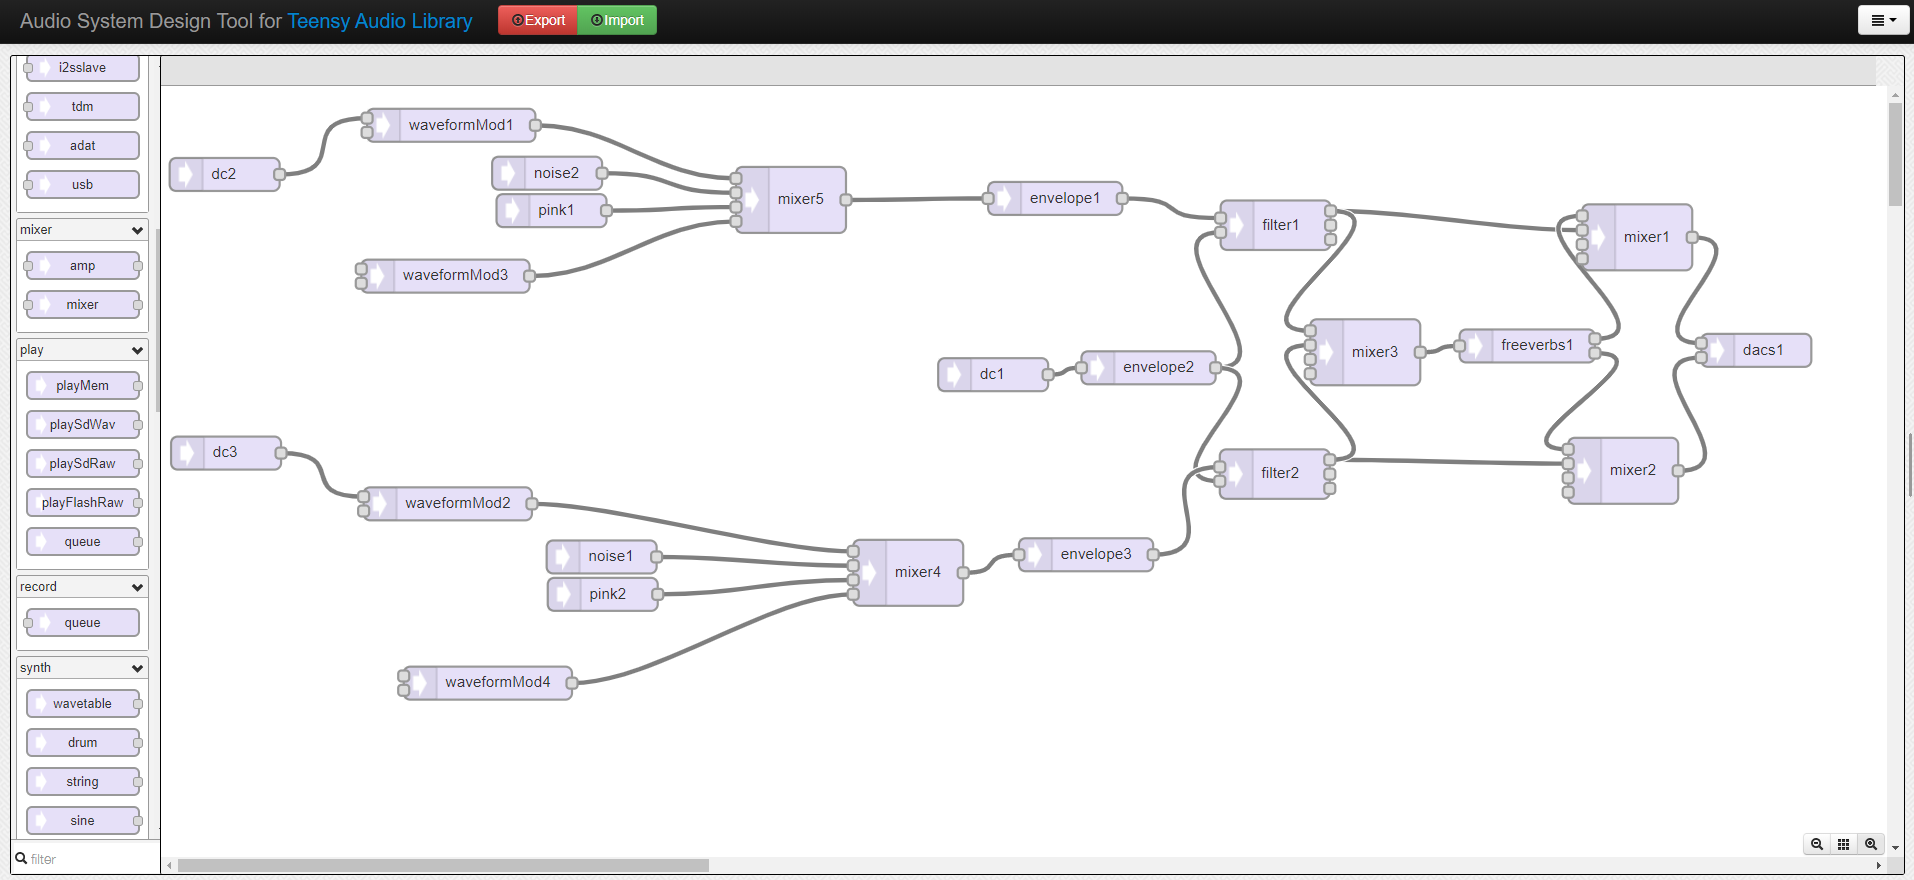 Audio System Design Tool for Teensy Audio Library
Export
Import
i2sslave
tdm
adat
usb
mixer
amp
mixer
play
playMem
playSdWav
playSdRaw
playFlashRaw
queue
record
queue
synth
wavetable
drum
string
sine
filter
waveformMod1
dc2
noise2
pink1
mixer5
waveformMod3
envelope1
filter1
mixer1
mixer3
freeverbs1
dacs1
dc1
envelope2
dc3
waveformMod2
filter2
mixer2
noise1
pink2
mixer4
envelope3
waveformMod4